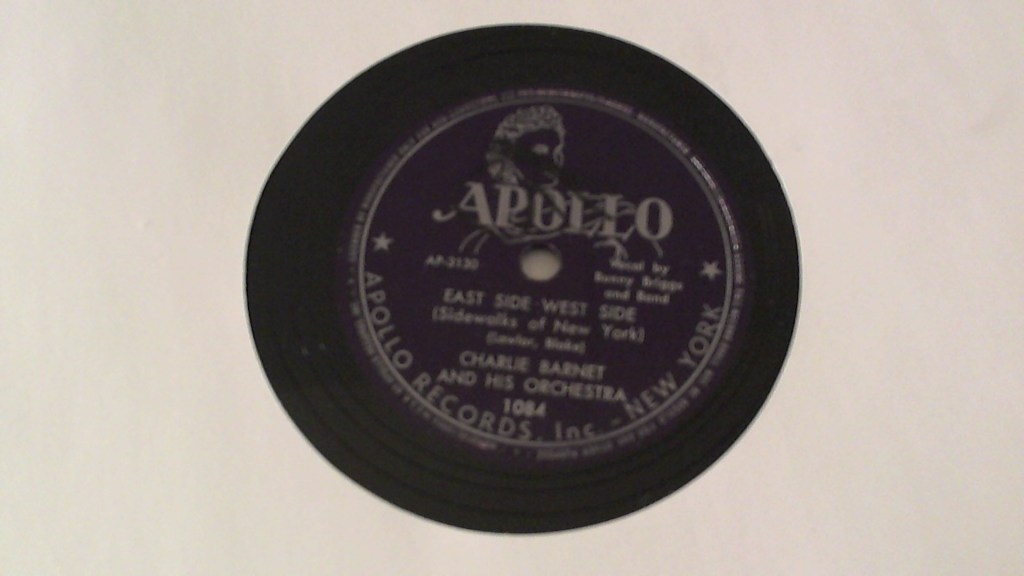 APOLLO
AP-3130
Vocal by
Bunny Briggs
and Band
EAST SIDE WEST SIDE
(Sidewalks of New York)
(Lawlor, Blake)
CHARLIE BARNET
AND HIS ORCHESTRA
1084
APOLLO RECORDS, Inc. - NEW YORK